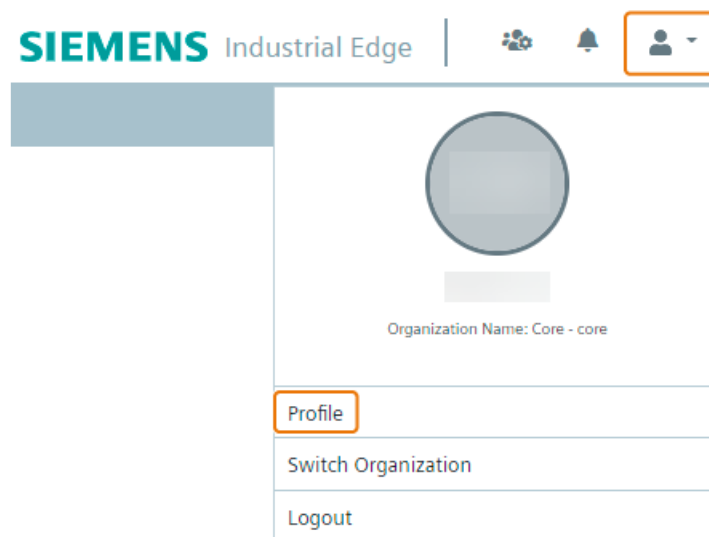 SIEMENS Industrial Edge
Organization Name: Core - core
Profile
Switch Organization
Logout